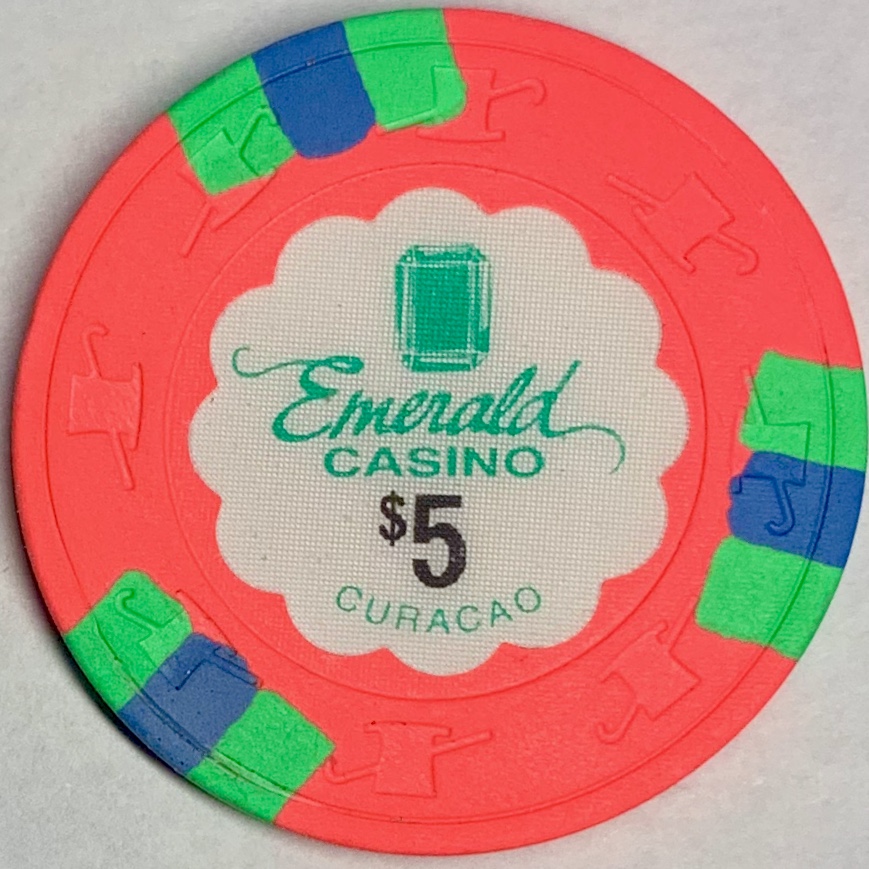 Emerald
CASINO
$5
CURACAO